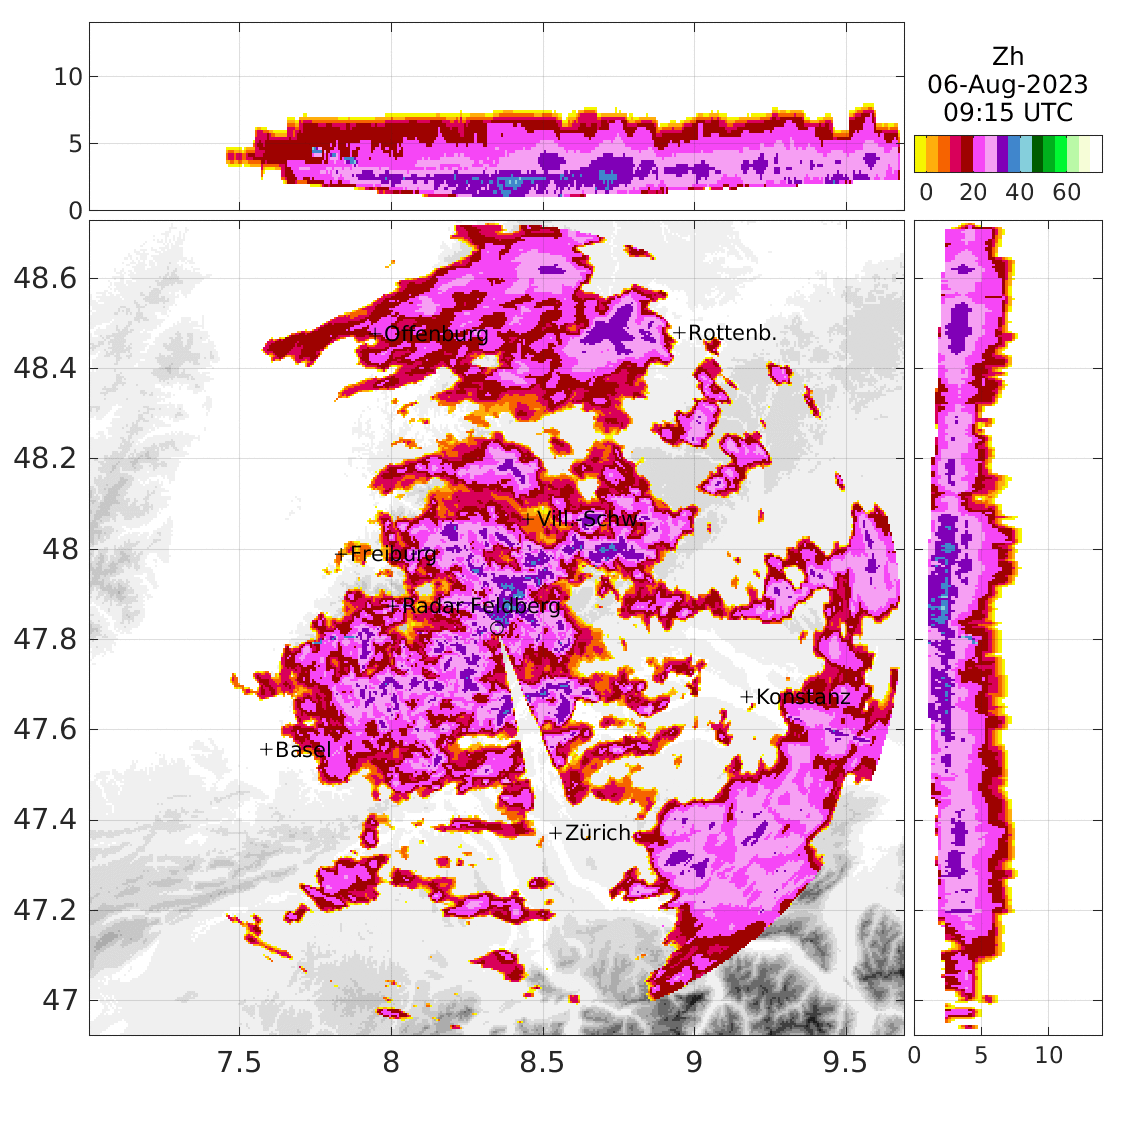 10
5
0
Zh
06-Aug-2023
09:15 UTC
0 20 40 60
48.6
48.4
48.2
48
47.8
47.6
47.4
47.2
47
+Offenburg
+Rottenb.
+Vill.-Schw.
+Freiburg
+Radar Feldberg
+Konstanz
+Basel
+Zürich
7.5 8 8.5 9 9.5
0 5 10